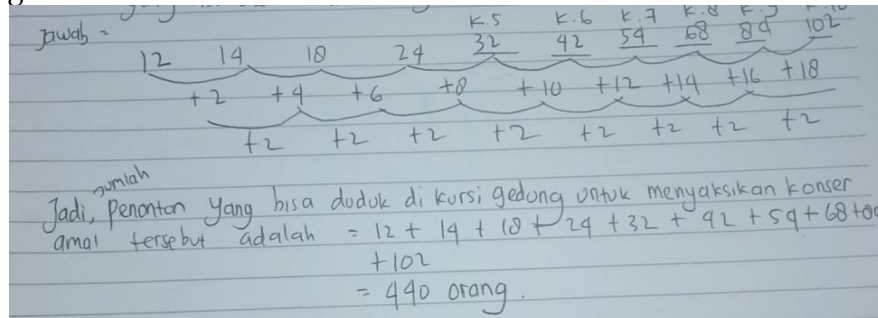 Jawab =
K.5 K.6 K.7 K.8
12 14 18 24 32 42 54 68 84 102
+2 +4 +6 +8 +10 +12 +14 +16 +18
+2 +2 +2 +2 +2 +2 +2 +2
Jadi, jumlah Penonton yang bisa duduk di kursi gedung untuk menyaksikan konser
amal tersebut adalah = 12 + 14 + 18 + 24 + 32 + 42 + 54 + 68 +
+ 102
= 440 orang.